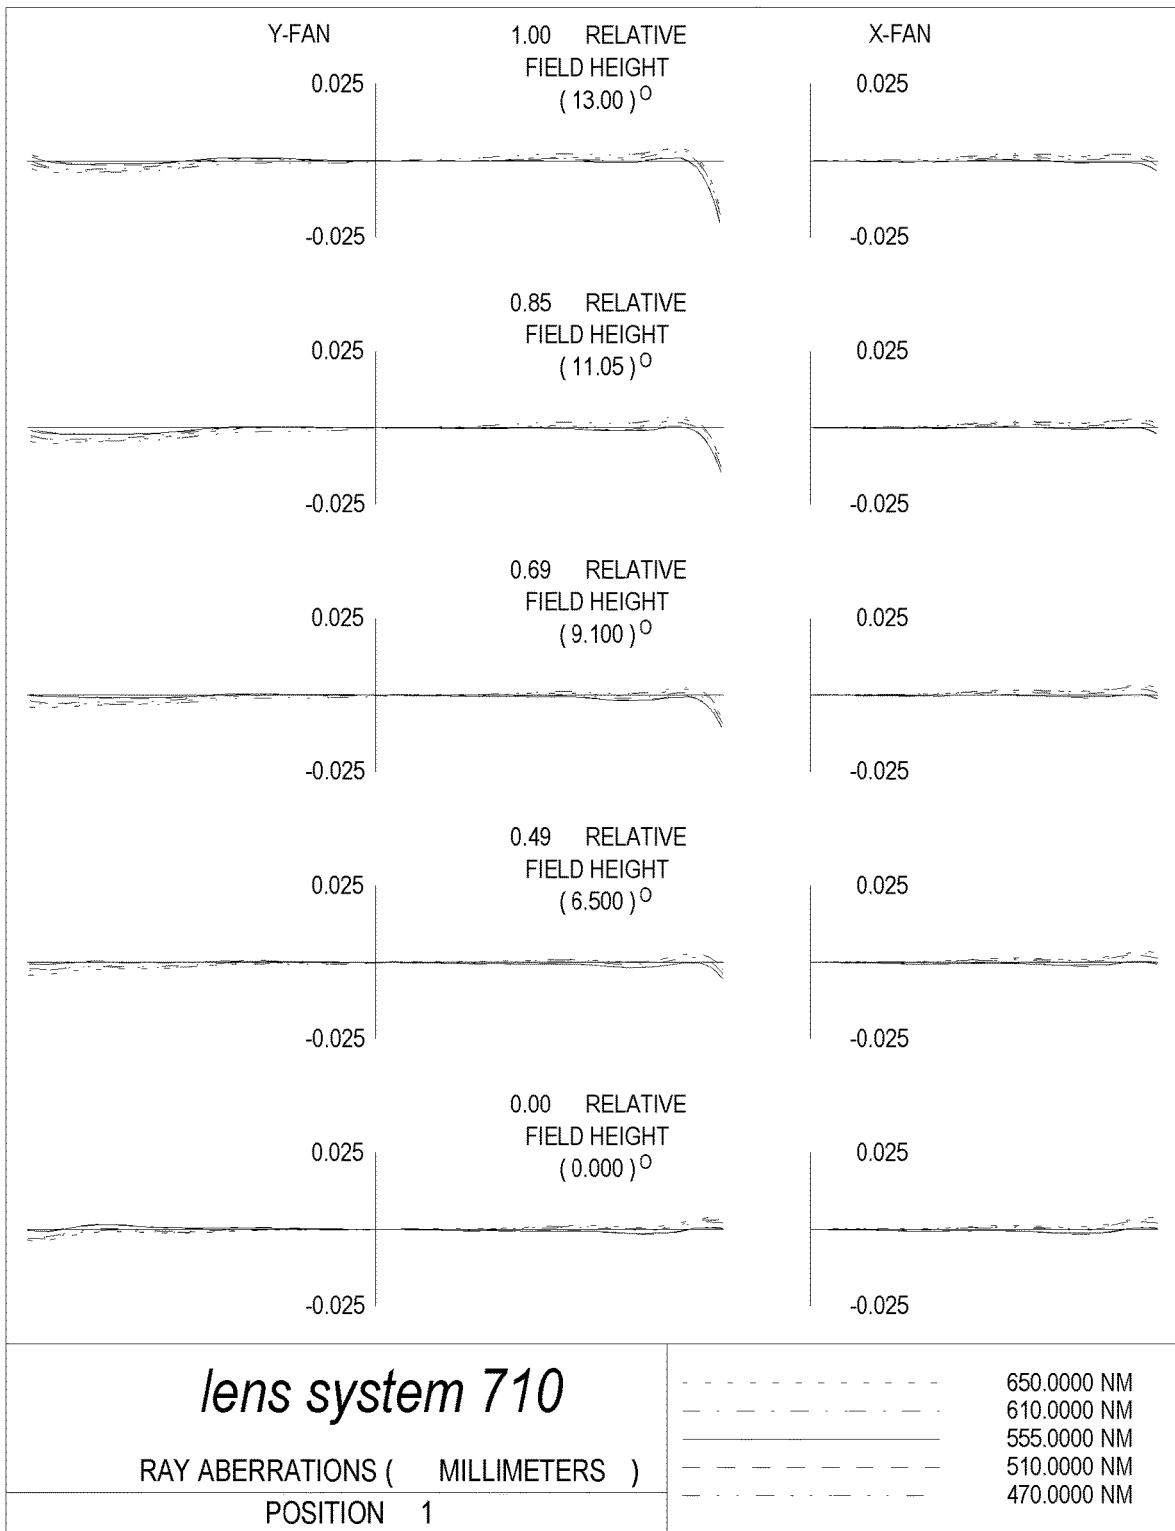 Y-FAN 1.00 RELATIVE X-FAN
FIELD HEIGHT
0.025 ( 13.00 )O 0.025
-0.025 -0.025
0.85 RELATIVE
FIELD HEIGHT
0.025 ( 11.05 )O 0.025
-0.025 -0.025
0.69 RELATIVE
FIELD HEIGHT
0.025 ( 9.100 )O 0.025
-0.025 -0.025
0.49 RELATIVE
FIELD HEIGHT
0.025 ( 6.500 )O 0.025
-0.025 -0.025
0.00 RELATIVE
FIELD HEIGHT
0.025 ( 0.000 )O 0.025
-0.025 -0.025
lens system 710
RAY ABERRATIONS ( MILLIMETERS )
POSITION 1
650.0000 NM
610.0000 NM
555.0000 NM
510.0000 NM
470.0000 NM